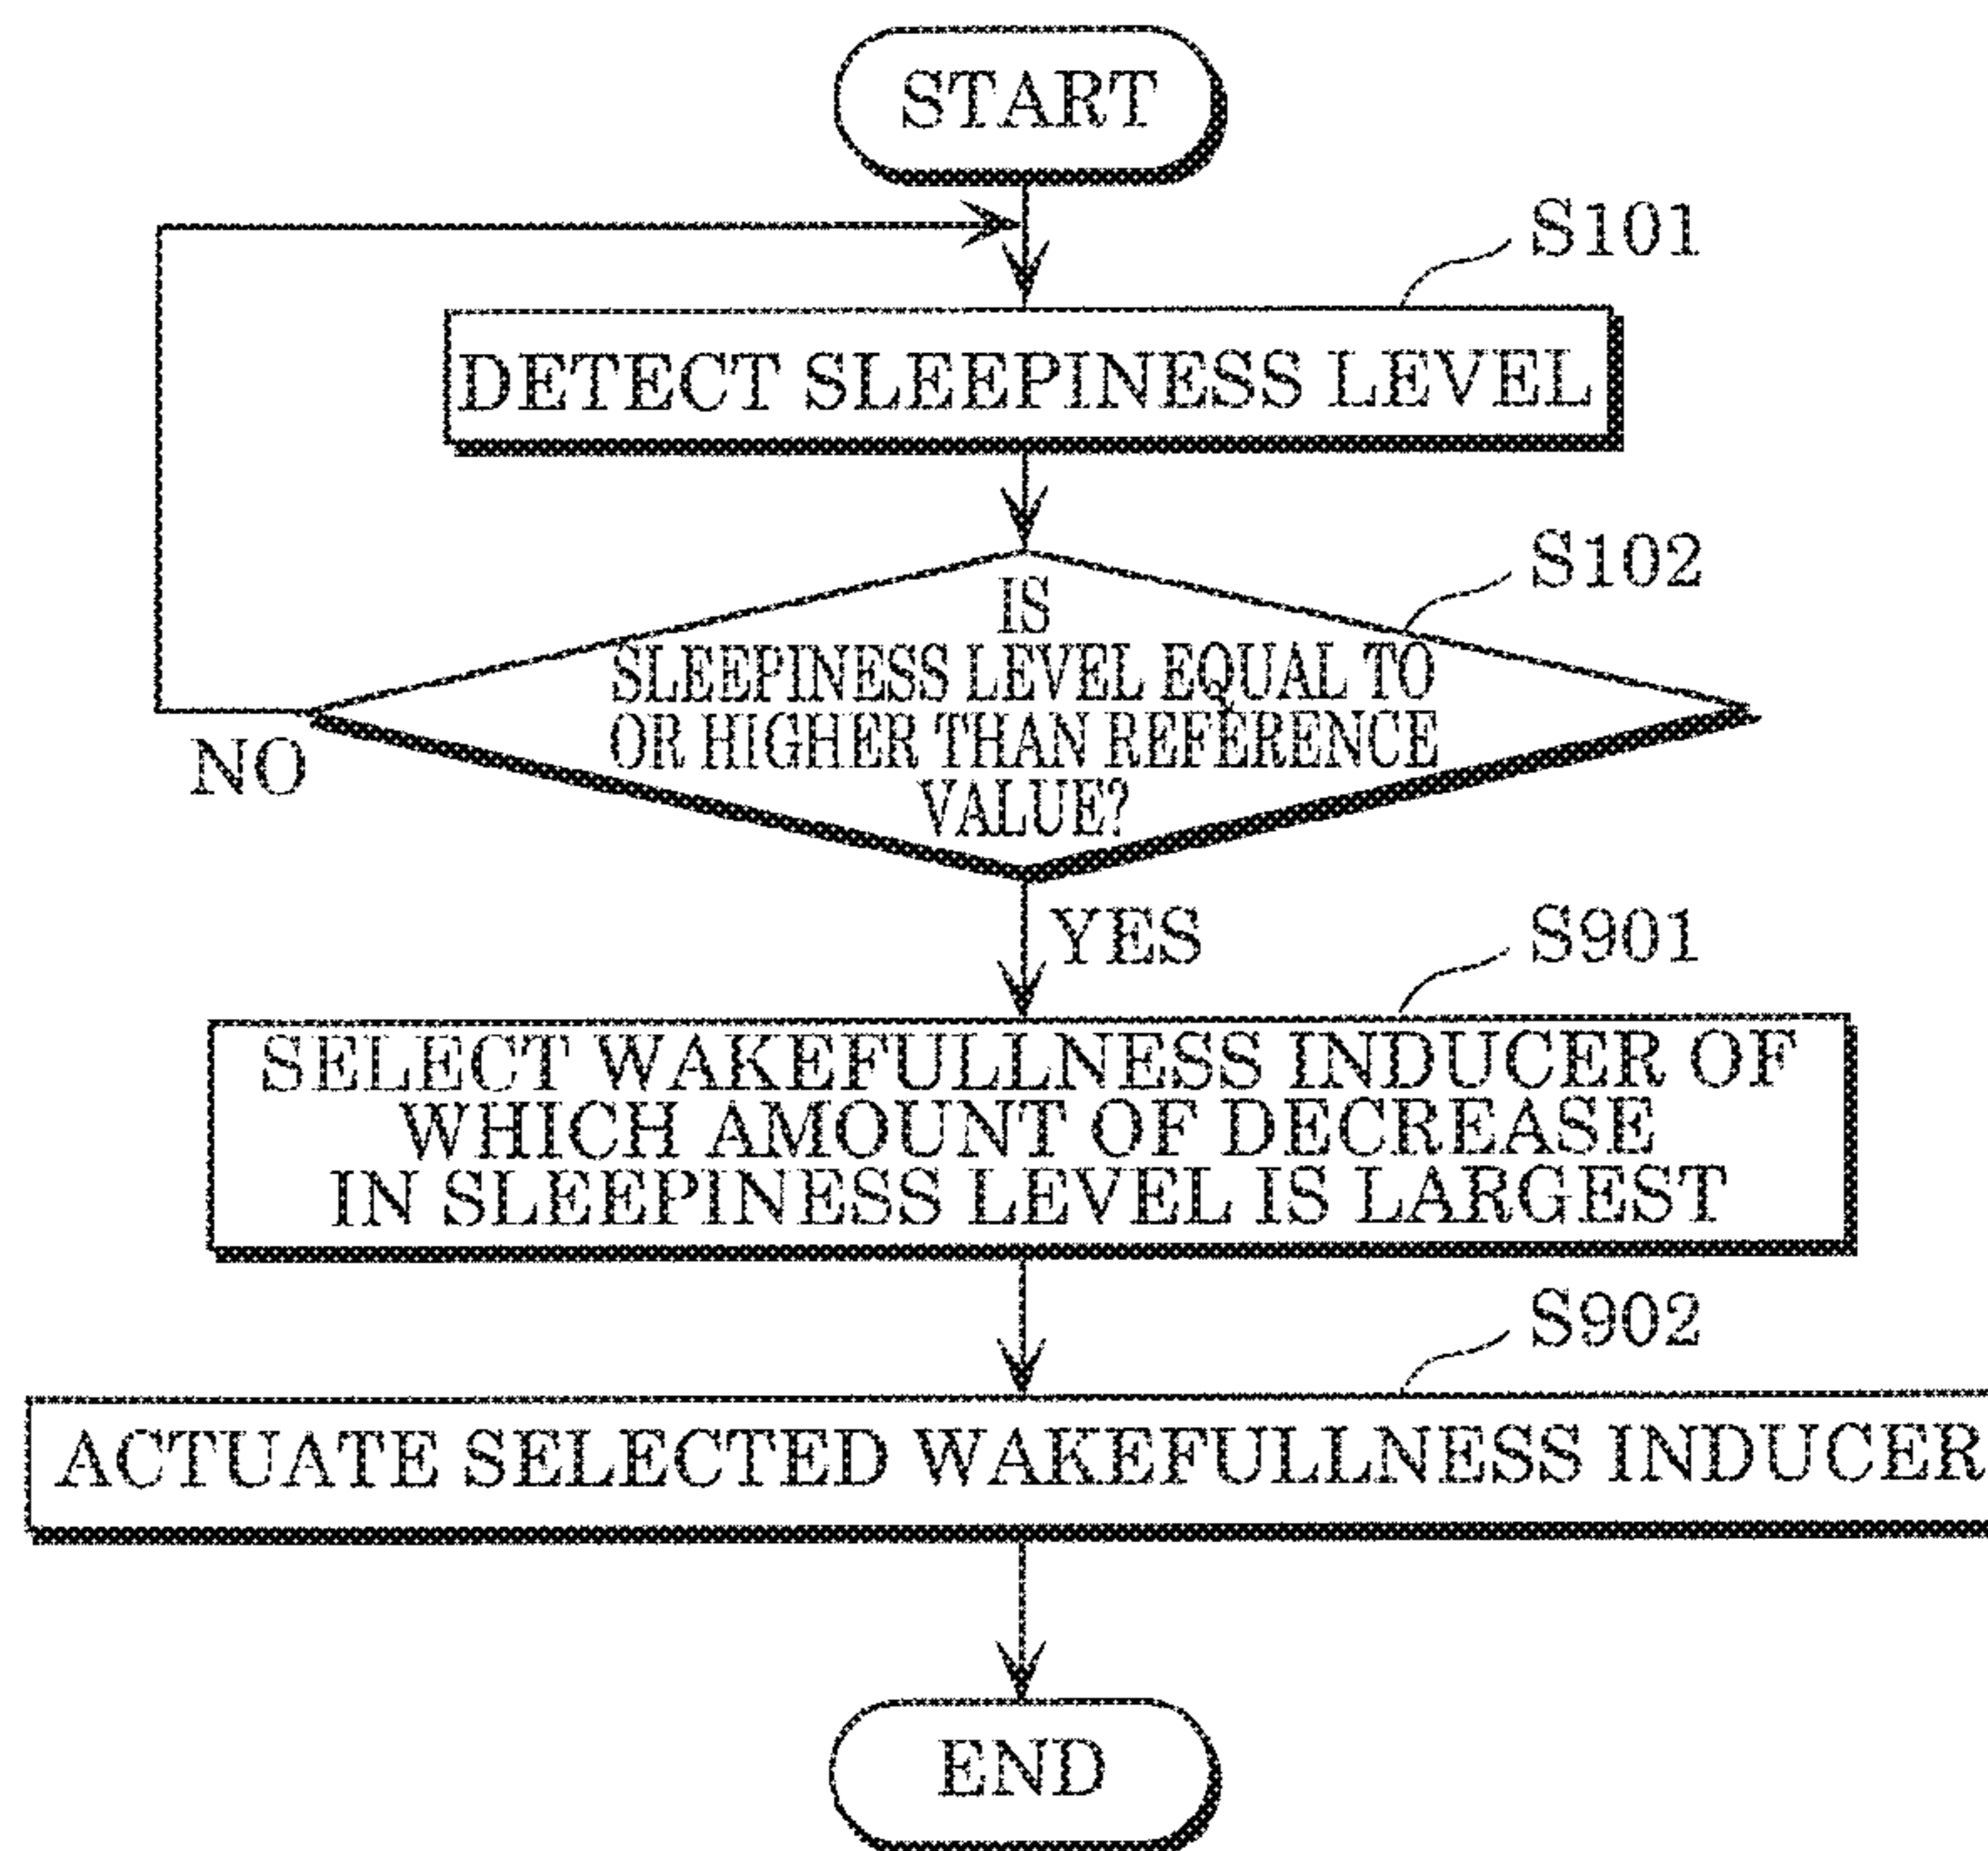 START
S101
DETECT SLEEPINESS LEVEL
S102
IS
SLEEPINESS LEVEL EQUAL TO
OR HIGHER THAN REFERENCE
VALUE?
NO
YES
S901
SELECT WAKEFULLNESS INDUCER OF
WHICH AMOUNT OF DECREASE
IN SLEEPINESS LEVEL IS LARGEST
S902
ACTUATE SELECTED WAKEFULLNESS INDUCER
END